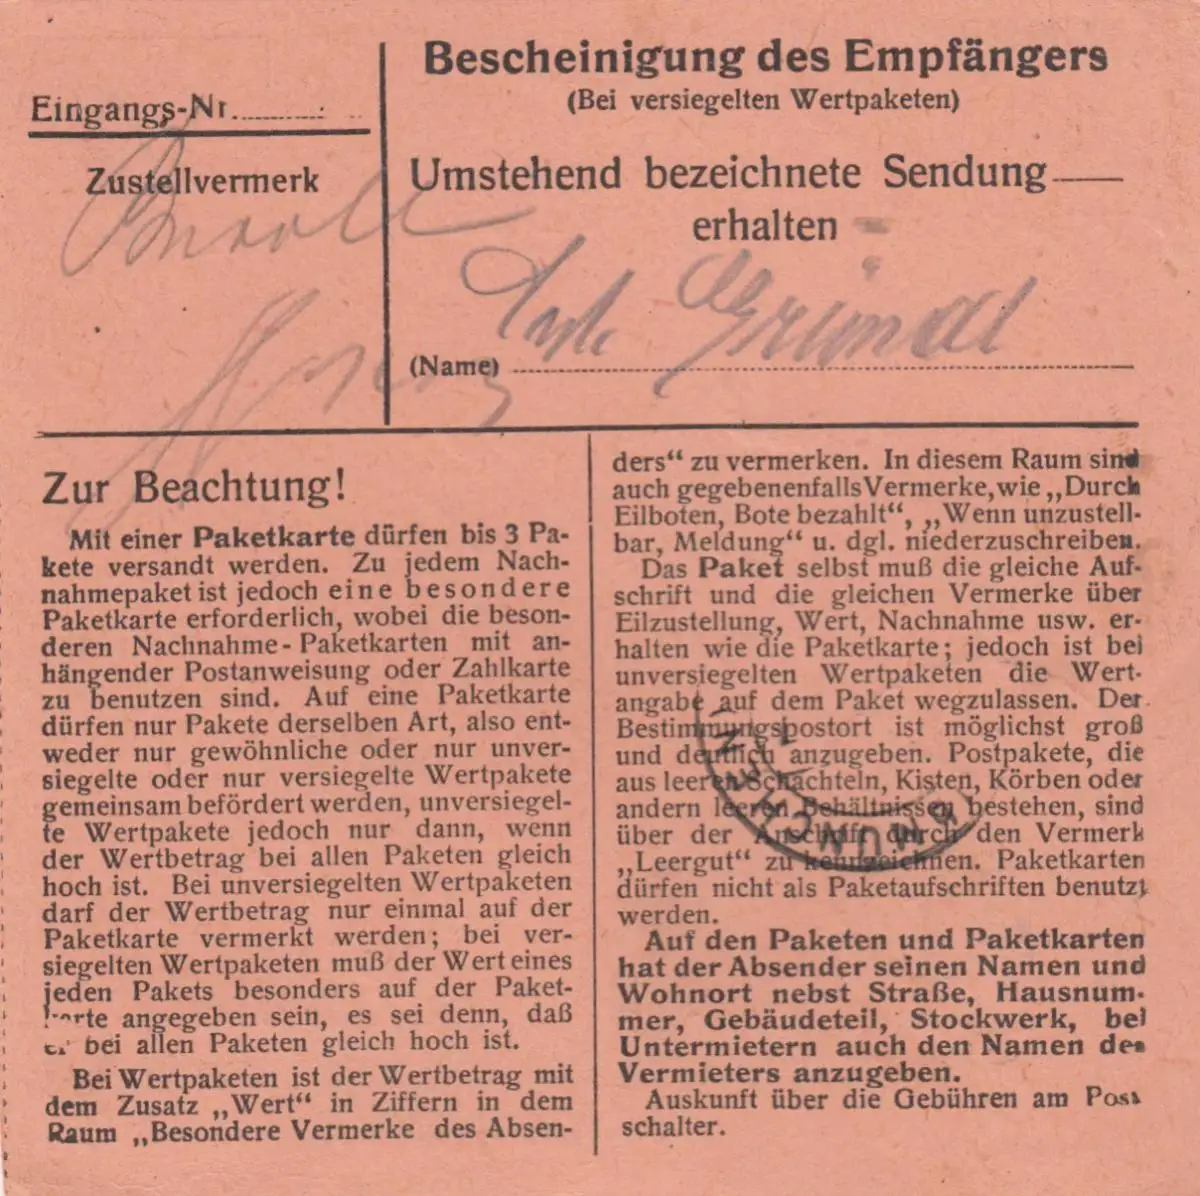 Eingangs-Nr.
Zustellvermerk
Bescheinigung des Empfängers
(Bei versiegelten Wertpaketen)
Umstehend bezeichnete Sendung
erhalten
Gründl
(Name)
Zur Beachtung!
Mit einer Paketkarte dürfen bis 3 Pa-
kete versandt werden. Zu jedem Nach-
nahmepaket ist jedoch eine besondere
Paketkarte erforderlich, wobei die beson-
deren Nachnahme-Paketkarten mit an-
hängender Postanweisung oder Zahlkarte
zu benutzen sind. Auf eine Paketkarte
dürfen nur Pakete derselben Art, also ent-
weder nur gewöhnliche oder nur unver-
siegelte oder nur versiegelte Wertpakete
gemeinsam befördert werden, unversiegel-
te Wertpakete jedoch nur dann, wenn
der Wertbetrag bei allen Paketen gleich
hoch ist. Bei unversiegelten Wertpaketen
darf der Wertbetrag nur einmal auf der
Paketkarte vermerkt werden; bei ver-
siegelten Wertpaketen muß der Wert eines
jeden Pakets besonders auf der Paket-
karte angegeben sein, es sei denn, daß
er bei allen Paketen gleich hoch ist.
Bei Wertpaketen ist der Wertbetrag mit
dem Zusatz „Wert“ in Ziffern in dem
Raum „Besondere Vermerke des Absen-
ders“ zu vermerken. In diesem Raum sind
auch gegebenenfalls Vermerke, wie „Durch
Eilboten, Bote bezahlt“, „Wenn unzustell-
bar, Meldung“ u. dgl. niederzuschreiben.
Das Paket selbst muß die gleiche Auf-
schrift und die gleichen Vermerke über
Eilzustellung, Wert, Nachnahme usw. er-
halten wie die Paketkarte; jedoch ist bei
unversiegelten Wertpaketen die Wert-
angabe auf dem Paket wegzulassen. Der
Bestimmungspostort ist möglichst groß
und deutlich anzugeben. Postpakete, die
aus leeren Schachteln, Kisten, Körben oder
andern leeren Behältnissen bestehen, sind
über der Anschrift durch den Vermerk
„Leergut“ zu kennzeichnen. Paketkarten
dürfen nicht als Paketaufschriften benutzt
werden.
Auf den Paketen und Paketkarten
hat der Absender seinen Namen und
Wohnort nebst Straße, Hausnum-
mer, Gebäudeteil, Stockwerk, bei
Untermietern auch den Namen des
Vermieters anzugeben.
Auskunft über die Gebühren am Post
schalter.
MÜNCHEN